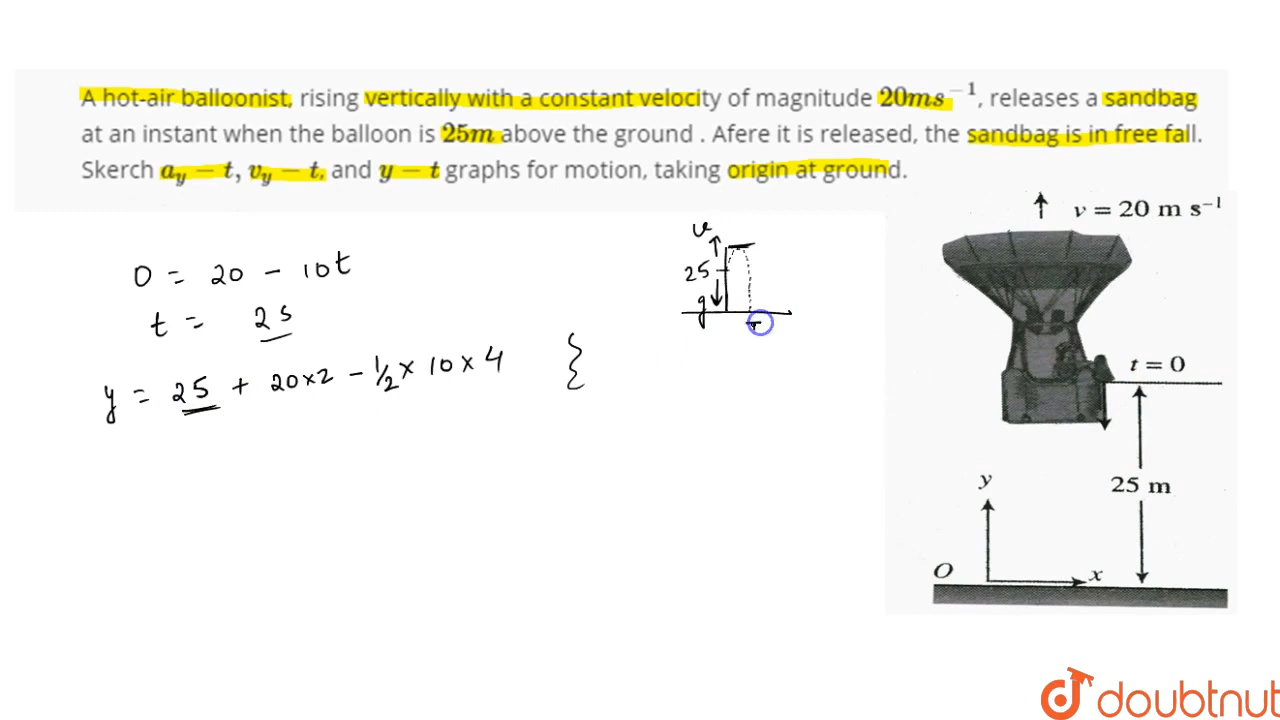 A hot-air balloonist, rising vertically with a constant velocity of magnitude 20ms⁻¹, releases a sandbag
at an instant when the balloon is 25m above the ground . Afere it is released, the sandbag is in free fall.
Skerch a_y − t, v_y − t, and y − t graphs for motion, taking origin at ground.
v = 20 m s⁻¹
0 = 20 - 10t
t = 2s
y = 25 + 20×2 - 1/2 × 10 × 4 }
25
g
t = 0
25 m
y
O
x
doubtnut